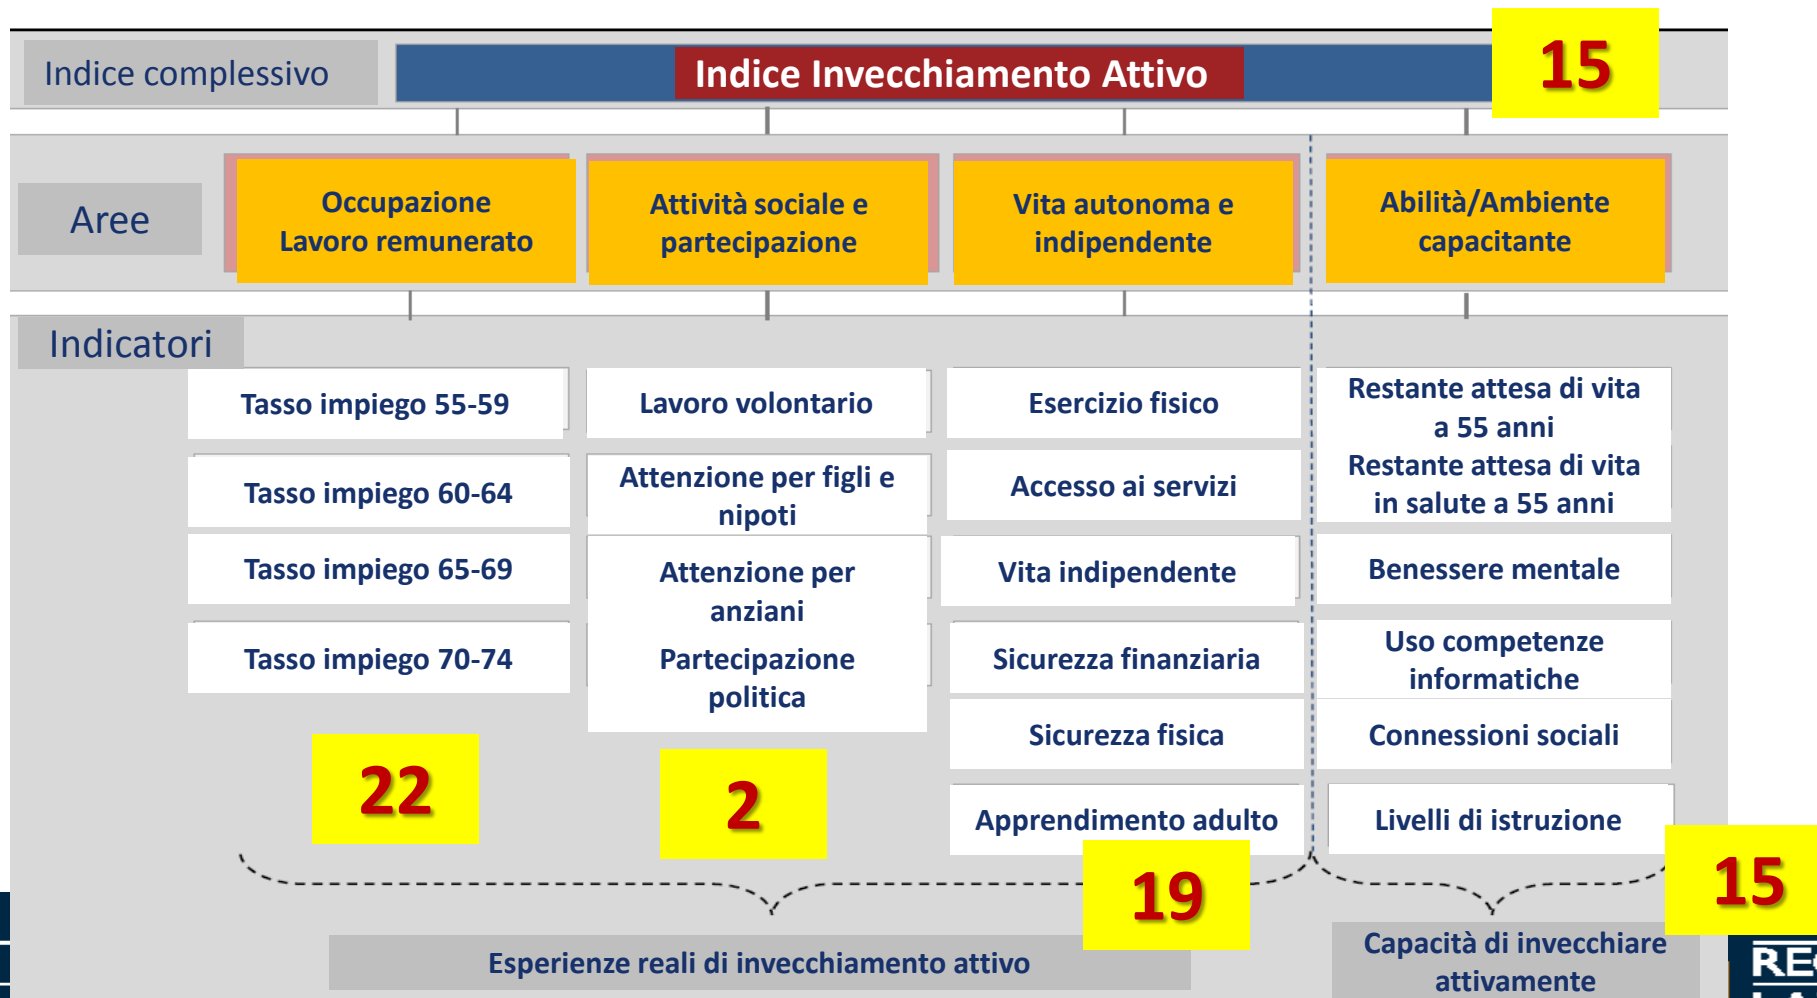 Indice complessivo
Indice Invecchiamento Attivo
15
Aree
Occupazione
Lavoro remunerato
Attività sociale e
partecipazione
Vita autonoma e
indipendente
Abilità/Ambiente
capacitante
Indicatori
Tasso impiego 55-59
Tasso impiego 60-64
Tasso impiego 65-69
Tasso impiego 70-74
22
Lavoro volontario
Attenzione per figli e
nipoti
Attenzione per
anziani
Partecipazione
politica
2
Esercizio fisico
Accesso ai servizi
Vita indipendente
Sicurezza finanziaria
Sicurezza fisica
Apprendimento adulto
19
Restante attesa di vita
a 55 anni
Restante attesa di vita
in salute a 55 anni
Benessere mentale
Uso competenze
informatiche
Connessioni sociali
Livelli di istruzione
15
Esperienze reali di invecchiamento attivo
Capacità di invecchiare
attivamente